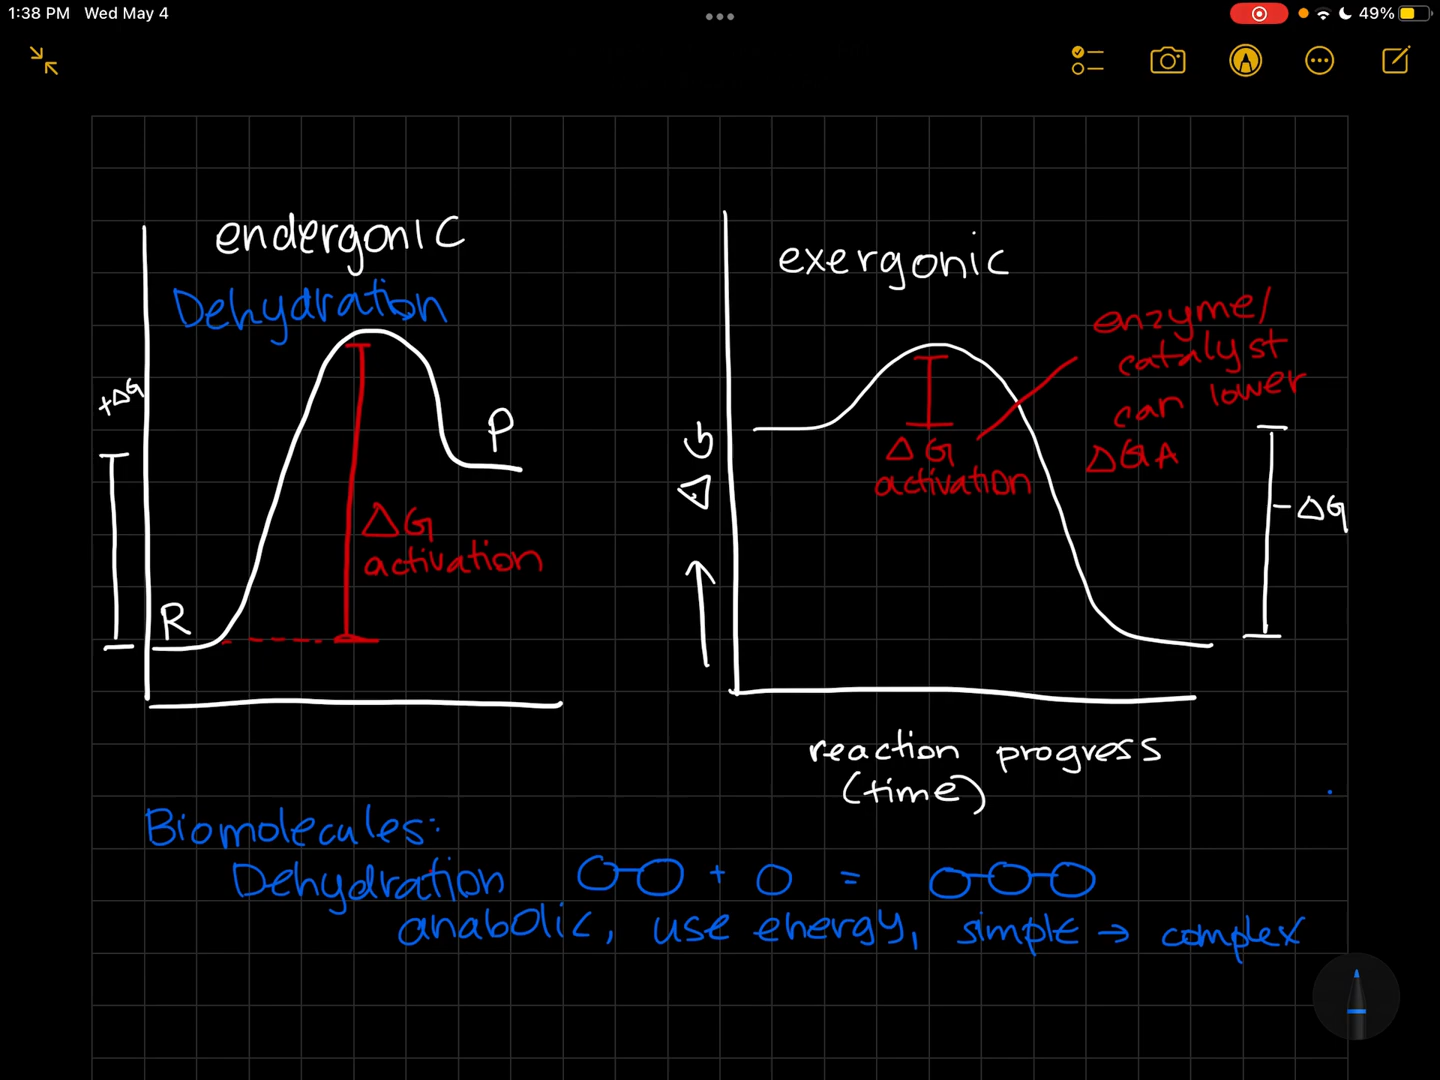 1:38 PM Wed May 4
49%
endergonic
Dehydration
+ΔG
P
ΔG
activation
R
exergonic
enzyme/
catalyst
can lower
ΔGA
ΔG
activation
ΔG
-ΔG
reaction progress
(time)
Biomolecules:
Dehydration O-O + O = O-O-O
anabolic, use energy, simple → complex